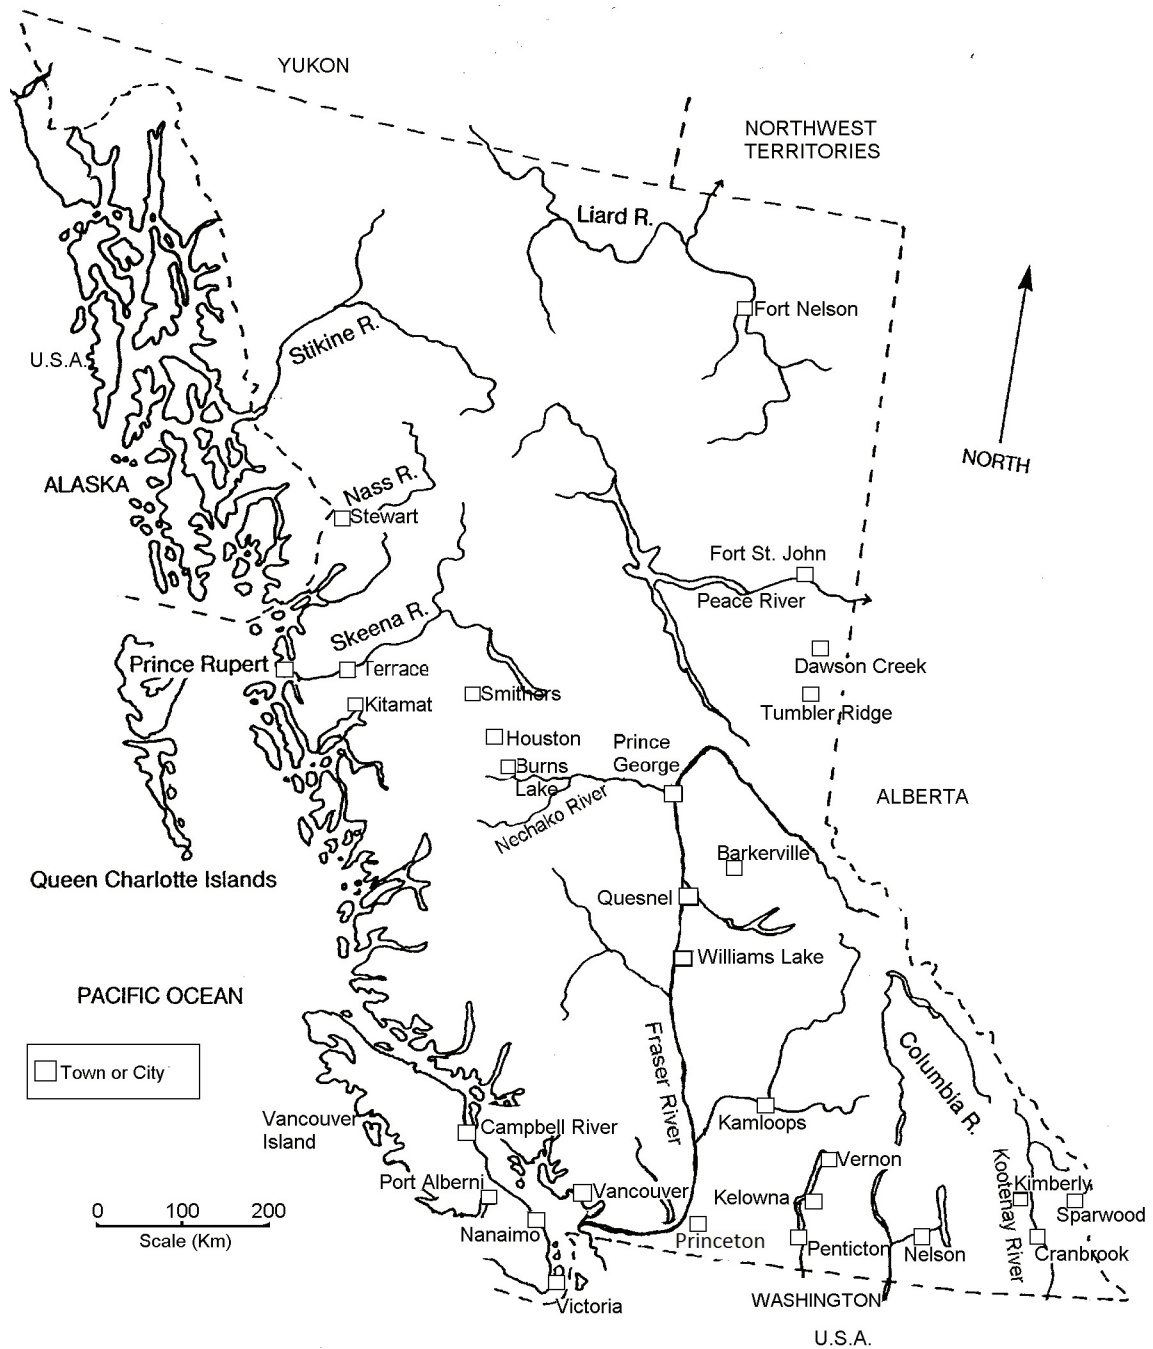 YUKON
NORTHWEST
TERRITORIES
Liard R.
Fort Nelson
Stikine R.
U.S.A.
NORTH
ALASKA
Nass R.
Stewart
Fort St. John
Peace River
Skeena R.
Prince Rupert
Terrace
Dawson Creek
Kitamat
Smithers
Tumbler Ridge
Houston
Prince
George
Burns
Lake
Nechako River
ALBERTA
Barkerville
Queen Charlotte Islands
Quesnel
Williams Lake
PACIFIC OCEAN
Fraser River
Columbia R.
Town or City
Vancouver
Island
Campbell River
Kamloops
Kootenay River
Vernon
Port Alberni
Vancouver
Kelowna
Kimberly
Sparwood
0 100 200
Scale (Km)
Nanaimo
Princeton
Penticton
Nelson
Cranbrook
Victoria
WASHINGTON
U.S.A.